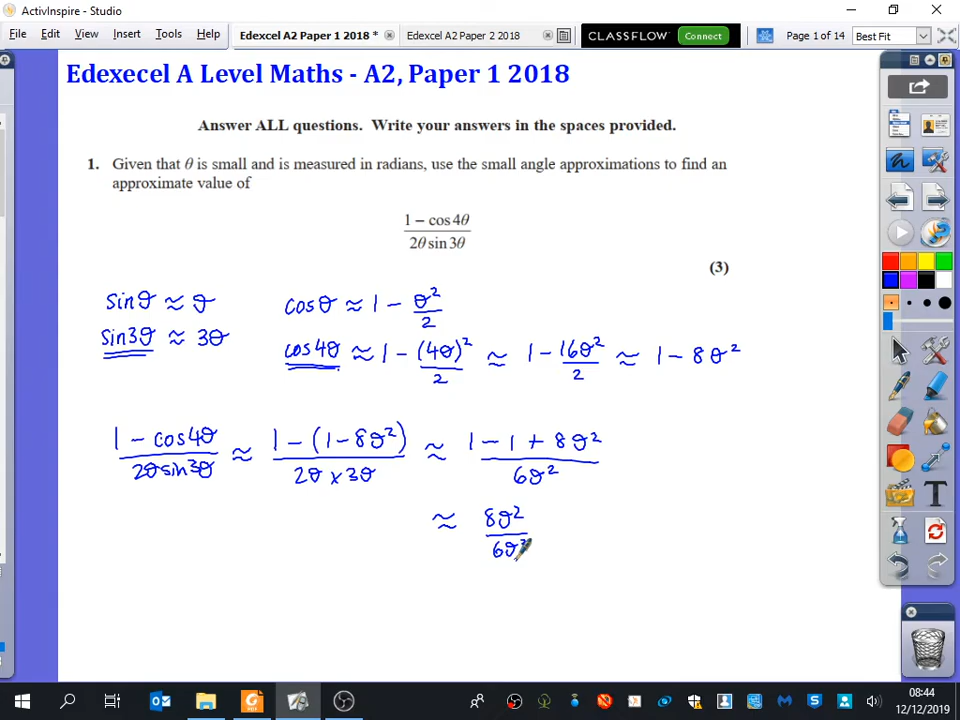 ActivInspire - Studio
File Edit View Insert Tools Help
Edexcel A2 Paper 1 2018 *
Edexcel A2 Paper 2 2018
CLASSFLOW™ Connect
Page 1 of 14
Best Fit
Edexecel A Level Maths - A2, Paper 1 2018
Answer ALL questions. Write your answers in the spaces provided.
1. Given that θ is small and is measured in radians, use the small angle approximations to find an
approximate value of
1 − cos 4θ
2θ sin 3θ
(3)
sinθ ≈ θ cosθ ≈ 1 − θ²/2
sin3θ ≈ 3θ
cos4θ ≈ 1 − (4θ)²/2 ≈ 1 − 16θ²/2 ≈ 1 − 8θ²
1 − cos4θ/2θsin3θ ≈ 1 − (1 − 8θ²)/2θ × 3θ ≈ 1 − 1 + 8θ²/6θ²
≈ 8θ²/6θ²
08:44
12/12/2019